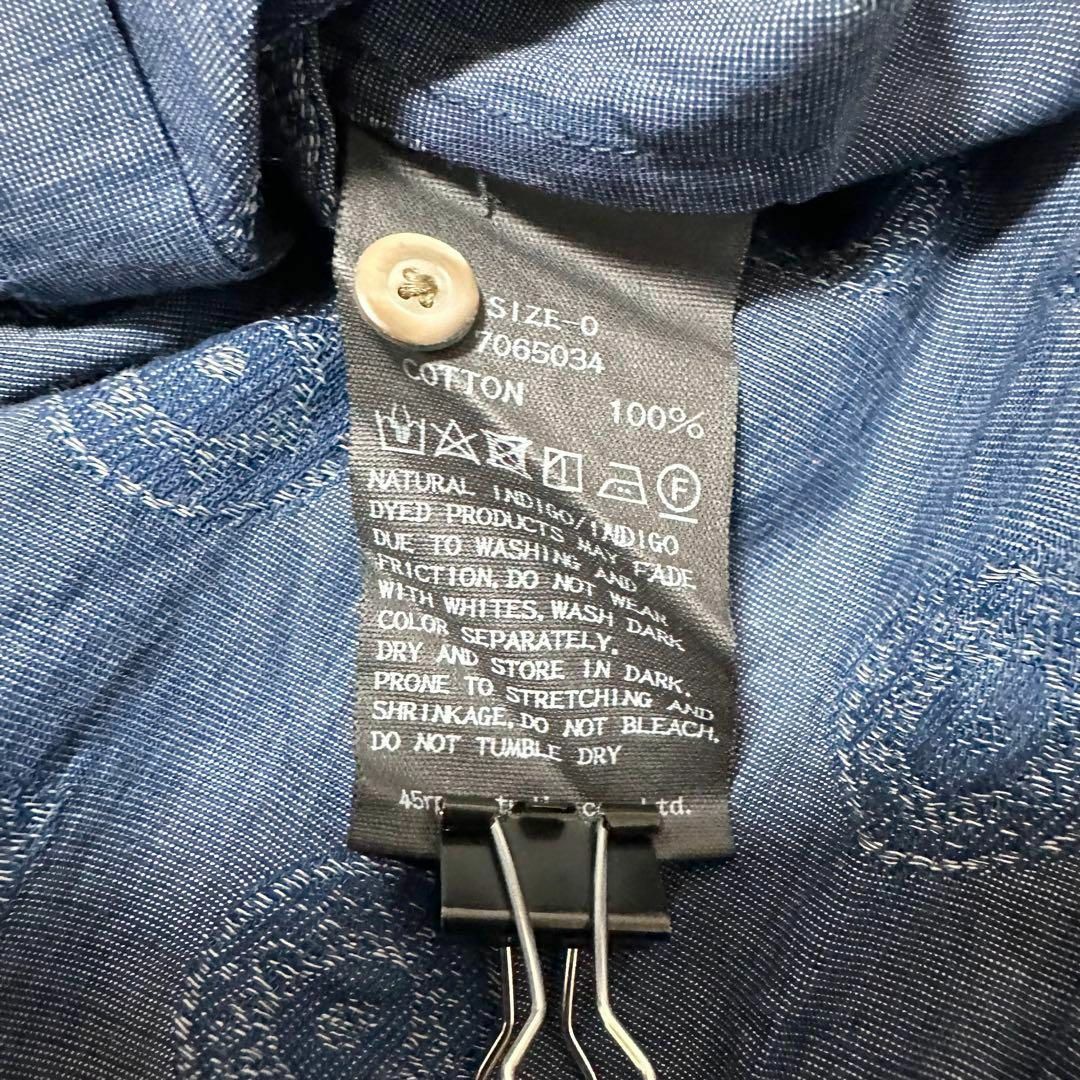 SIZE-0
7065034
COTTON 100%
F
NATURAL INDIGO/INDIGO
DYED PRODUCTS MAY FADE
DUE TO WASHING AND
FRICTION, DO NOT WEAR
WITH WHITES, WASH DARK
COLOR SEPARATELY.
DRY AND STORE IN DARK.
PRONE TO STRETCHING AND
SHRINKAGE, DO NOT BLEACH.
DO NOT TUMBLE DRY
Ltd.